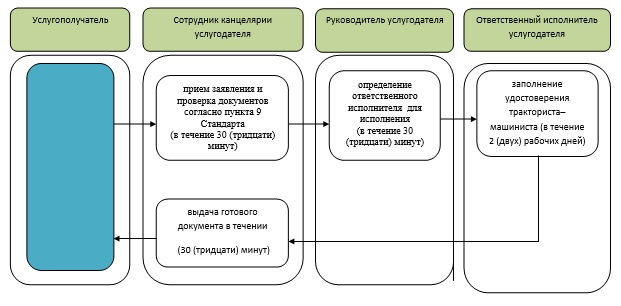 Услугополучатель
Сотрудник канцелярии
услугодателя
Руководитель услугодателя
Ответственный исполнитель
услугодателя
прием заявления и
проверка документов
согласно пункта 9
Стандарта
(в течение 30 (тридцати)
минут)
определение
ответственного
исполнителя для
исполнения
(в течение 30
(тридцати) минут)
заполнение
удостоверения
тракториста–
машиниста (в течение
2 (двух) рабочих дней)
выдача готового
документа в течении
(30 (тридцати) минут)